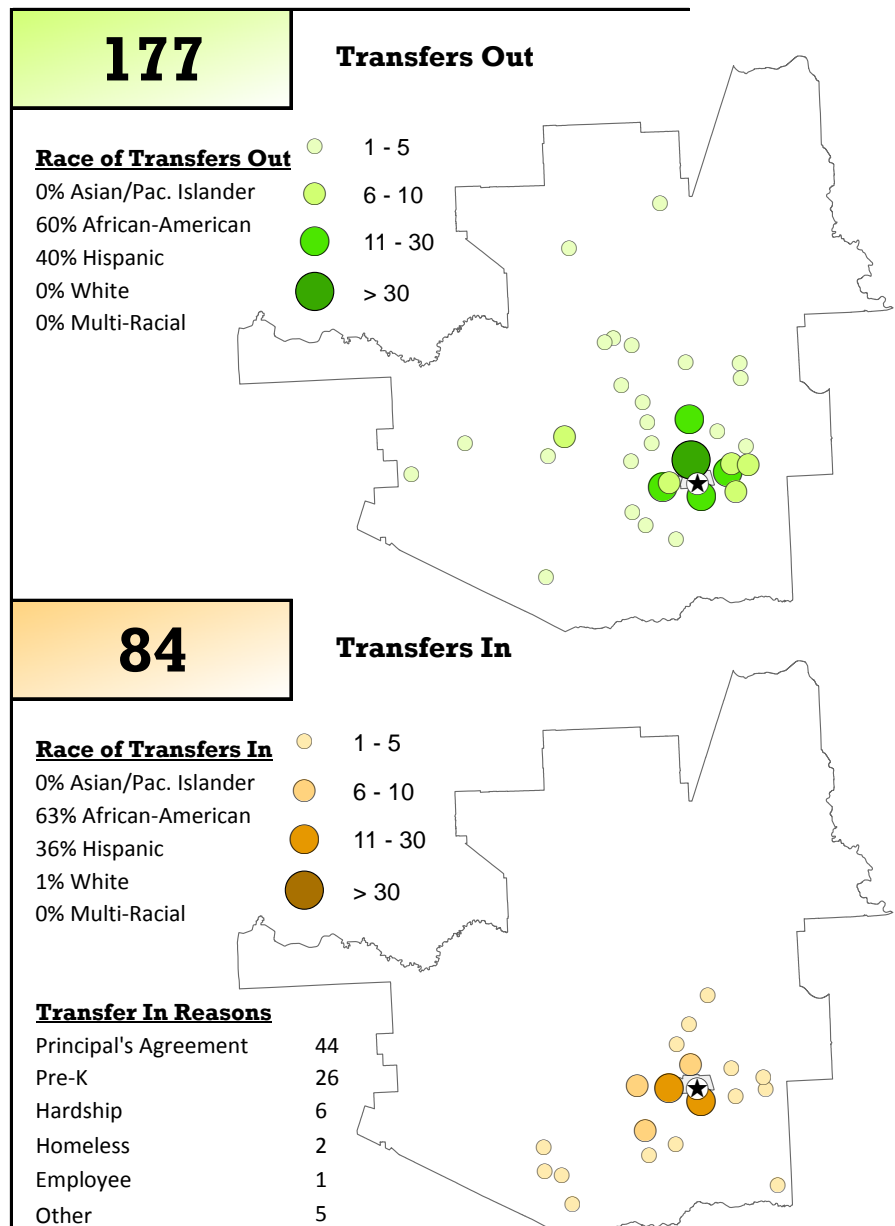 177
Transfers Out
Race of Transfers Out
0% Asian/Pac. Islander
60% African-American
40% Hispanic
0% White
0% Multi-Racial
1 - 5
6 - 10
11 - 30
> 30
84
Transfers In
Race of Transfers In
0% Asian/Pac. Islander
63% African-American
36% Hispanic
1% White
0% Multi-Racial
1 - 5
6 - 10
11 - 30
> 30
Transfer In Reasons
Principal's Agreement 44
Pre-K 26
Hardship 6
Homeless 2
Employee 1
Other 5